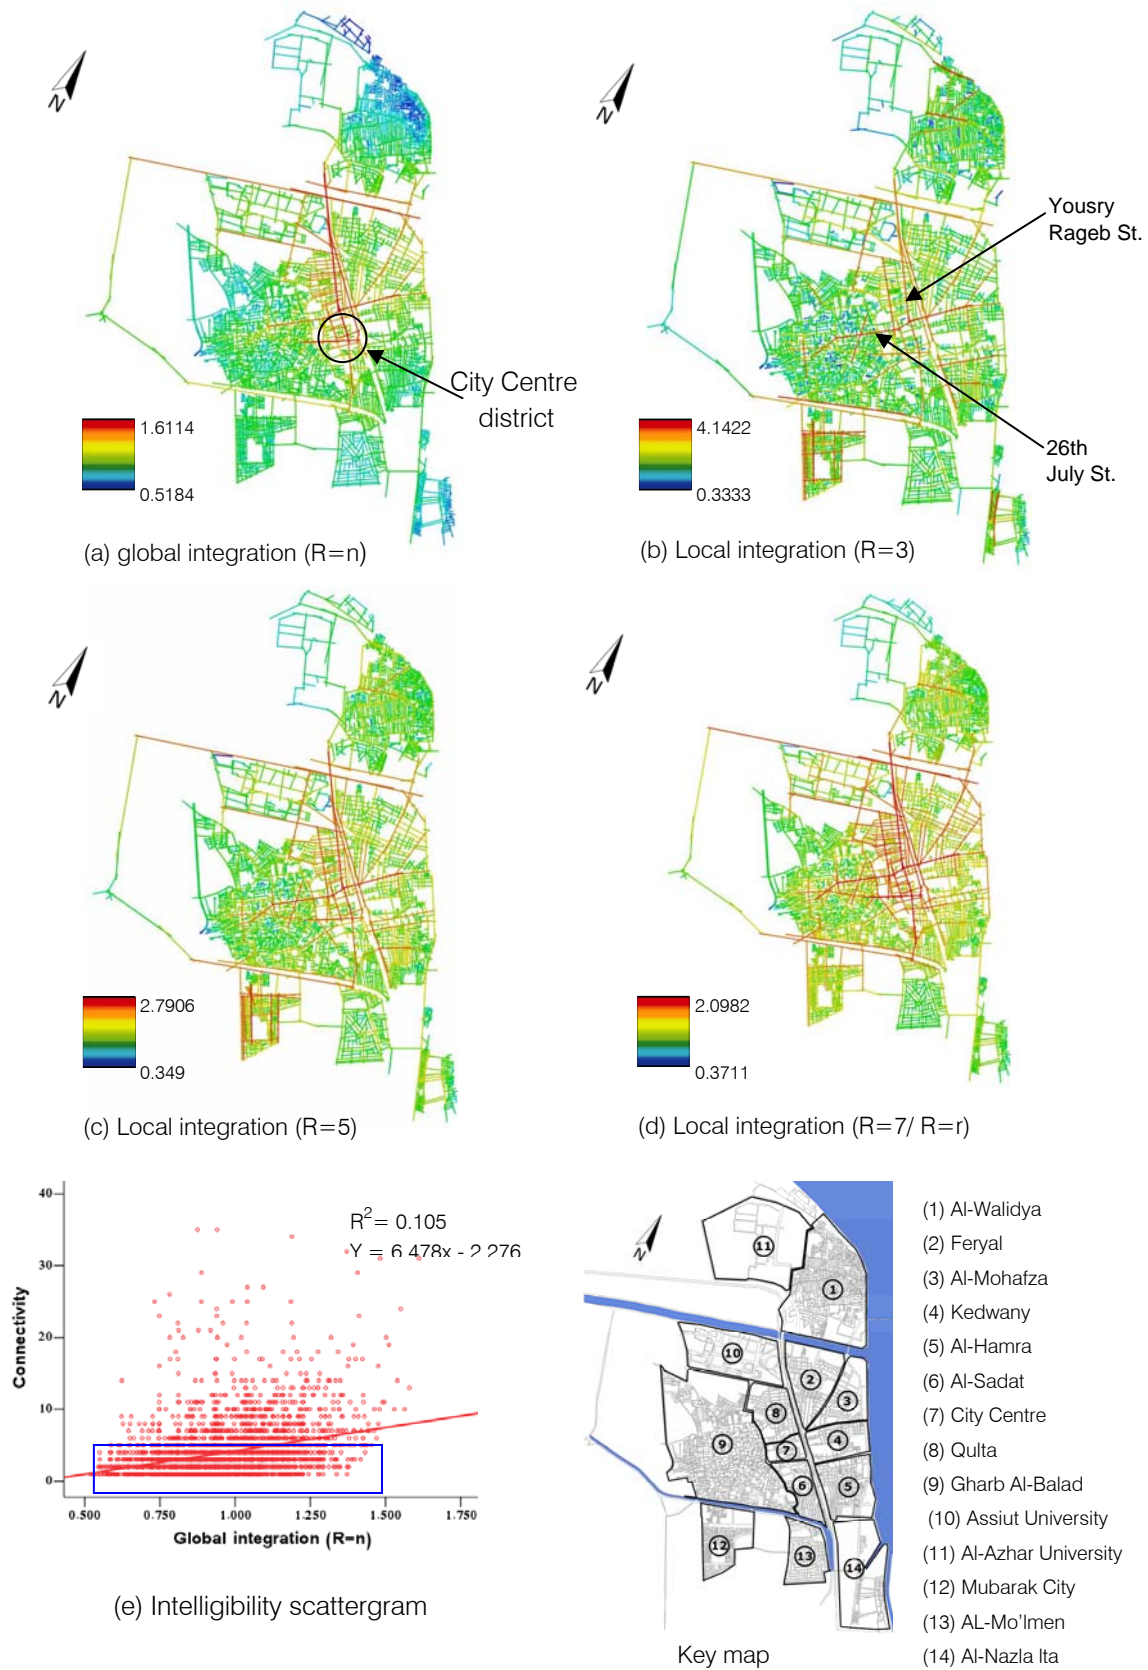 N
N
Yousry
Rageb St.
City Centre
district
26th
July St.
1.6114
0.5184
4.1422
0.3333
(a) global integration (R=n)
(b) Local integration (R=3)
N
N
2.7906
0.349
2.0982
0.3711
(c) Local integration (R=5)
(d) Local integration (R=7/ R=r)
R2= 0.105
Y = 6.478x - 2.276
Connectivity
40
30
20
10
0
0.500 0.750 1.000 1.250 1.500 1.750
Global integration (R=n)
(e) Intelligibility scattergram
N
11
1
10
2
3
8
4
9
7
6
5
12
13
14
Key map
(1) Al-Walidya
(2) Feryal
(3) Al-Mohafza
(4) Kedwany
(5) Al-Hamra
(6) Al-Sadat
(7) City Centre
(8) Qulta
(9) Gharb Al-Balad
(10) Assiut University
(11) Al-Azhar University
(12) Mubarak City
(13) AL-Mo'lmen
(14) Al-Nazla Ita